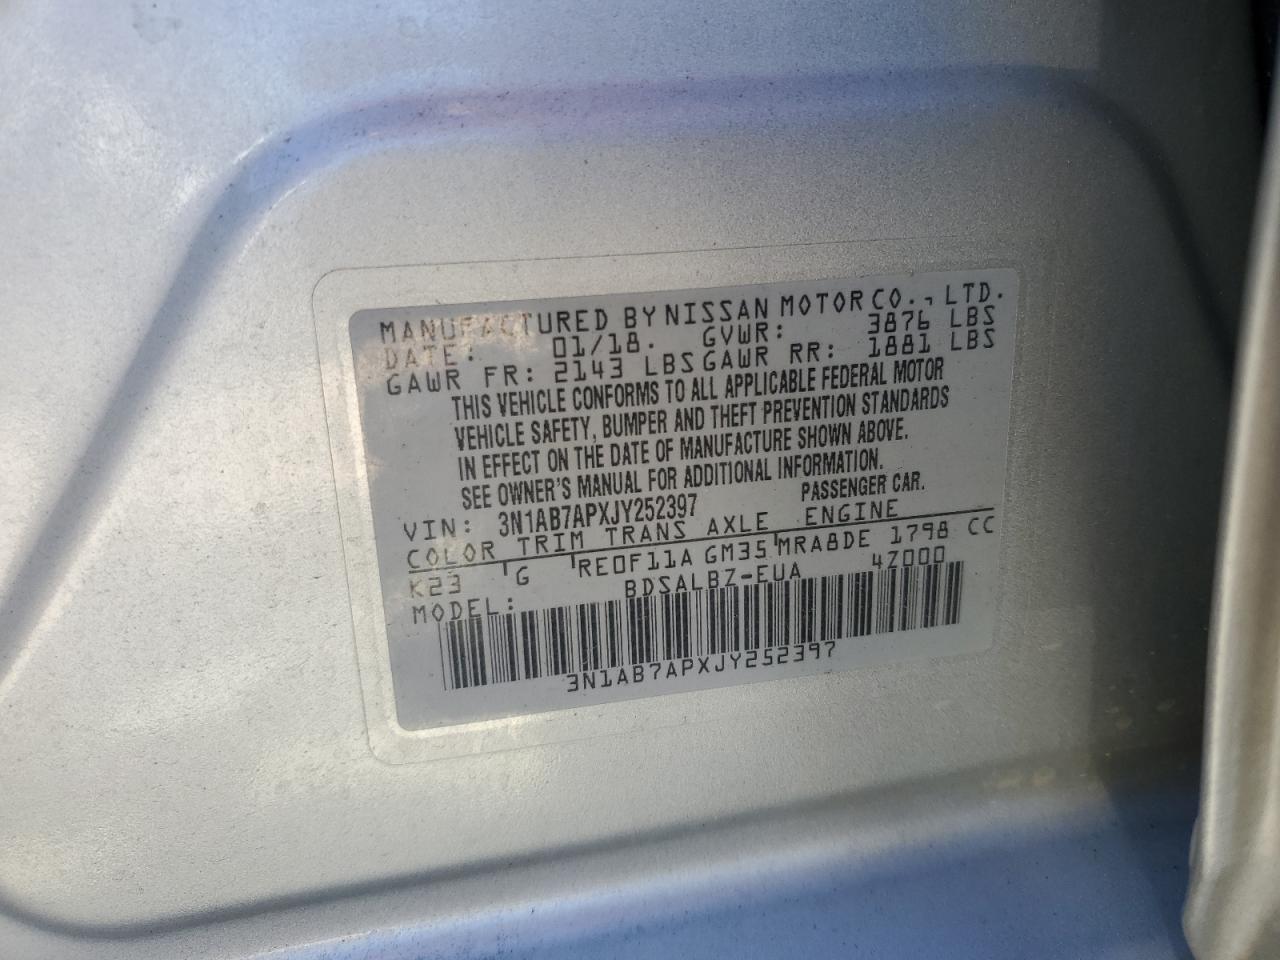 MANUFACTURED BY NISSAN MOTOR CO., LTD.
DATE: 01/18. GVWR: 3876 LBS
GAWR FR: 2143 LBS GAWR RR: 1881 LBS
THIS VEHICLE CONFORMS TO ALL APPLICABLE FEDERAL MOTOR
VEHICLE SAFETY, BUMPER AND THEFT PREVENTION STANDARDS
IN EFFECT ON THE DATE OF MANUFACTURE SHOWN ABOVE.
SEE OWNER'S MANUAL FOR ADDITIONAL INFORMATION.
VIN: 3N1AB7APXJY252397 PASSENGER CAR.
COLOR TRIM TRANS AXLE ENGINE
K23 G RE0F11A GM35 MRA8DE 1798 CC
MODEL: BDSALBZ-EUA 4Z000
3N1AB7APXJY252397